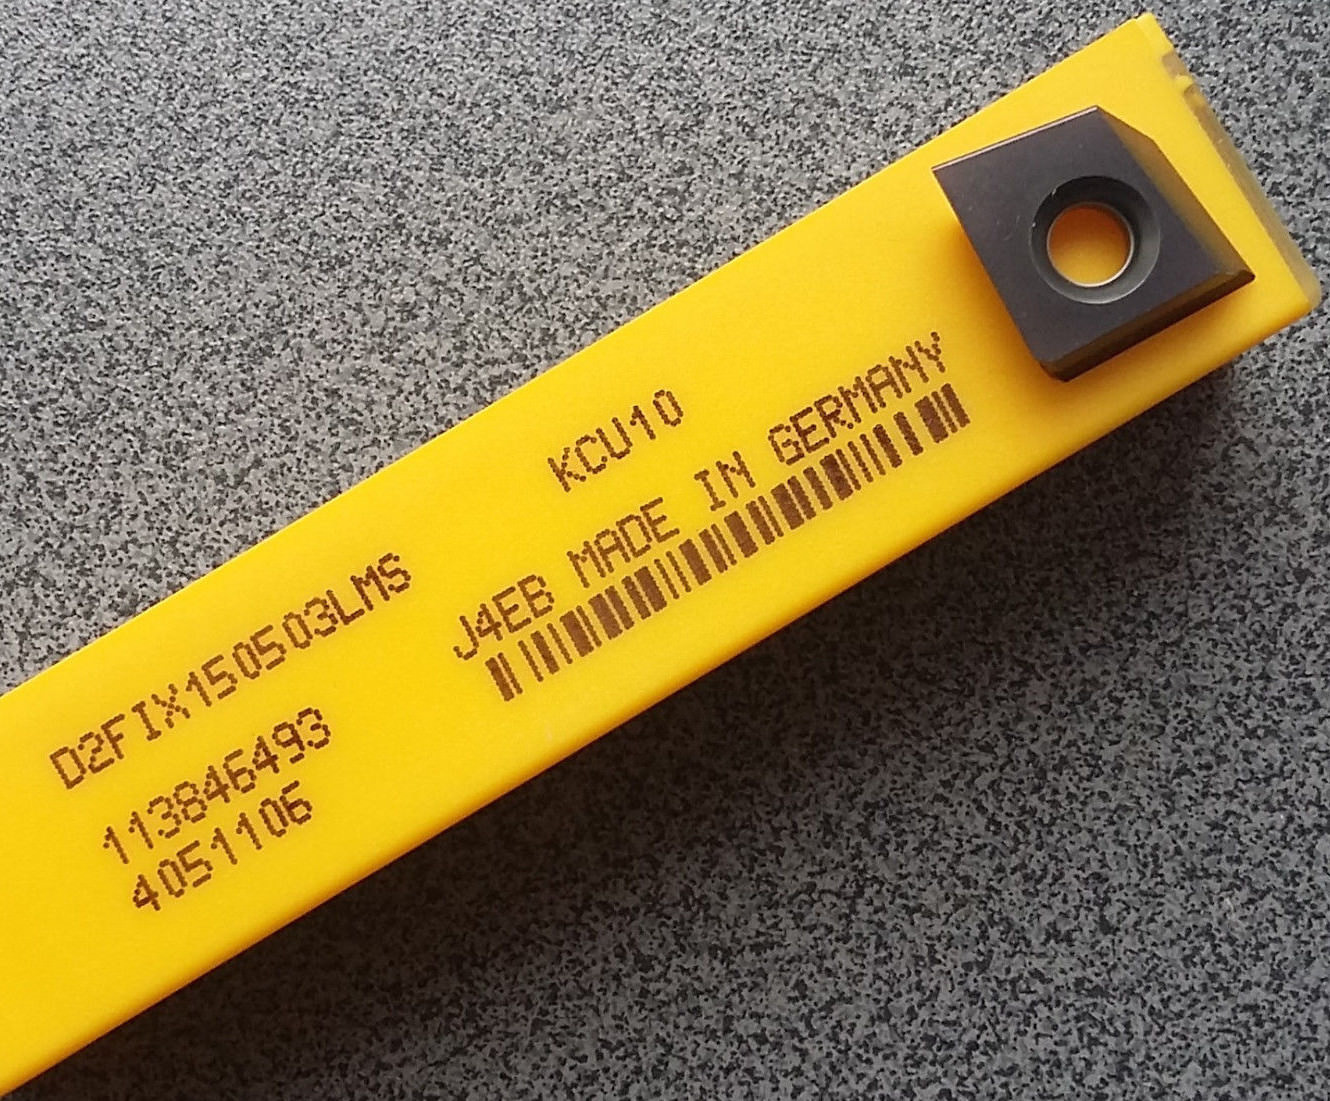 D2FIX150503LMS
KCU10
113846493
4051106
J4EB MADE IN GERMANY